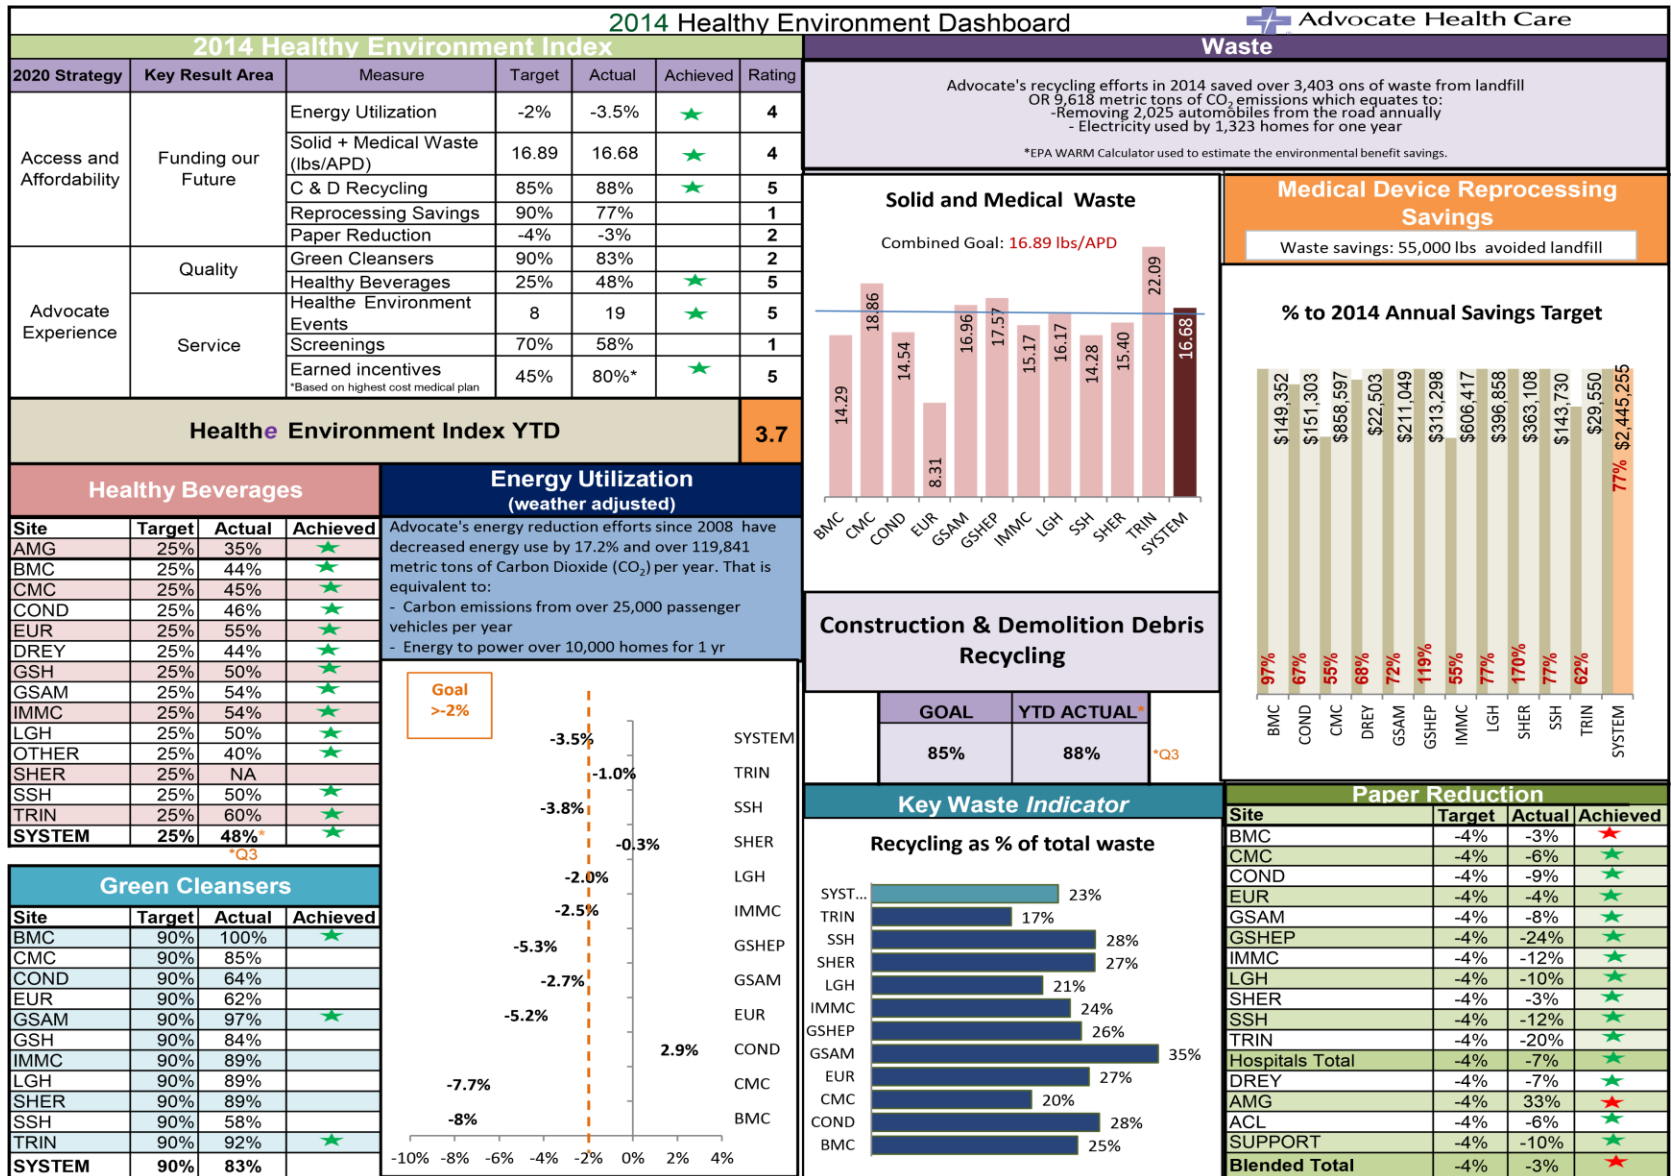 2014 Healthy Environment Dashboard
Advocate Health Care
2014 Healthy Environment Index
2020 Strategy Key Result Area Measure Target Actual Achieved Rating
Access and Affordability
Funding our Future
Energy Utilization -2% -3.5% 4
Solid + Medical Waste (lbs/APD) 16.89 16.68 4
C & D Recycling 85% 88% 5
Reprocessing Savings 90% 77% 1
Paper Reduction -4% -3% 2
Advocate Experience
Quality
Green Cleansers 90% 83% 2
Healthy Beverages 25% 48% 5
Service
Healthe Environment Events 8 19 5
Screenings 70% 58% 1
Earned incentives 45% 80%* 5
*Based on highest cost medical plan
Healthe Environment Index YTD 3.7
Healthy Beverages
Site Target Actual Achieved
AMG 25% 35%
BMC 25% 44%
CMC 25% 45%
COND 25% 46%
EUR 25% 55%
DREY 25% 44%
GSH 25% 50%
GSAM 25% 54%
IMMC 25% 54%
LGH 25% 50%
OTHER 25% 40%
SHER 25% NA
SSH 25% 50%
TRIN 25% 60%
SYSTEM 25% 48%*
*Q3
Green Cleansers
Site Target Actual Achieved
BMC 90% 100%
CMC 90% 85%
COND 90% 64%
EUR 90% 62%
GSAM 90% 97%
GSH 90% 84%
IMMC 90% 89%
LGH 90% 89%
SHER 90% 89%
SSH 90% 58%
TRIN 90% 92%
SYSTEM 90% 83%
Energy Utilization
(weather adjusted)
Advocate's energy reduction efforts since 2008 have
decreased energy use by 17.2% and over 119,841
metric tons of Carbon Dioxide (CO2) per year. That is
equivalent to:
- Carbon emissions from over 25,000 passenger
vehicles per year
- Energy to power over 10,000 homes for 1 yr
Goal
>-2%
-3.5% SYSTEM
-1.0% TRIN
-3.8% SSH
-0.3% SHER
-2.0% LGH
-2.5% IMMC
-5.3% GSHEP
-2.7% GSAM
-5.2% EUR
2.9% COND
-7.7% CMC
-8% BMC
-10% -8% -6% -4% -2% 0% 2% 4%
Waste
Advocate's recycling efforts in 2014 saved over 3,403 ons of waste from landfill
OR 9,618 metric tons of CO2 emissions which equates to:
-Removing 2,025 automobiles from the road annually
- Electricity used by 1,323 homes for one year
*EPA WARM Calculator used to estimate the environmental benefit savings.
Solid and Medical Waste
Combined Goal: 16.89 lbs/APD
14.29 18.86 14.54 8.31 16.96 17.57 15.17 16.17 14.28 15.40 22.09 16.68
BMC CMC COND EUR GSAM GSHEP IMMC LGH SSH SHER TRIN SYSTEM
Construction & Demolition Debris
Recycling
GOAL YTD ACTUAL*
85% 88% *Q3
Key Waste Indicator
Recycling as % of total waste
SYST... 23%
TRIN 17%
SSH 28%
SHER 27%
LGH 21%
IMMC 24%
GSHEP 26%
GSAM 35%
EUR 27%
CMC 20%
COND 28%
BMC 25%
Medical Device Reprocessing
Savings
Waste savings: 55,000 lbs avoided landfill
% to 2014 Annual Savings Target
$149,352 $151,303 $858,597 $22,503 $211,049 $313,298 $606,417 $396,858 $363,108 $143,730 $29,550 $2,445,255
97% 67% 55% 68% 72% 119% 55% 77% 170% 77% 62% 77%
BMC COND CMC DREY GSAM GSHEP IMMC LGH SHER SSH TRIN SYSTEM
Paper Reduction
Site Target Actual Achieved
BMC -4% -3%
CMC -4% -6%
COND -4% -9%
EUR -4% -4%
GSAM -4% -8%
GSHEP -4% -24%
IMMC -4% -12%
LGH -4% -10%
SHER -4% -3%
SSH -4% -12%
TRIN -4% -20%
Hospitals Total -4% -7%
DREY -4% -7%
AMG -4% 33%
ACL -4% -6%
SUPPORT -4% -10%
Blended Total -4% -3%